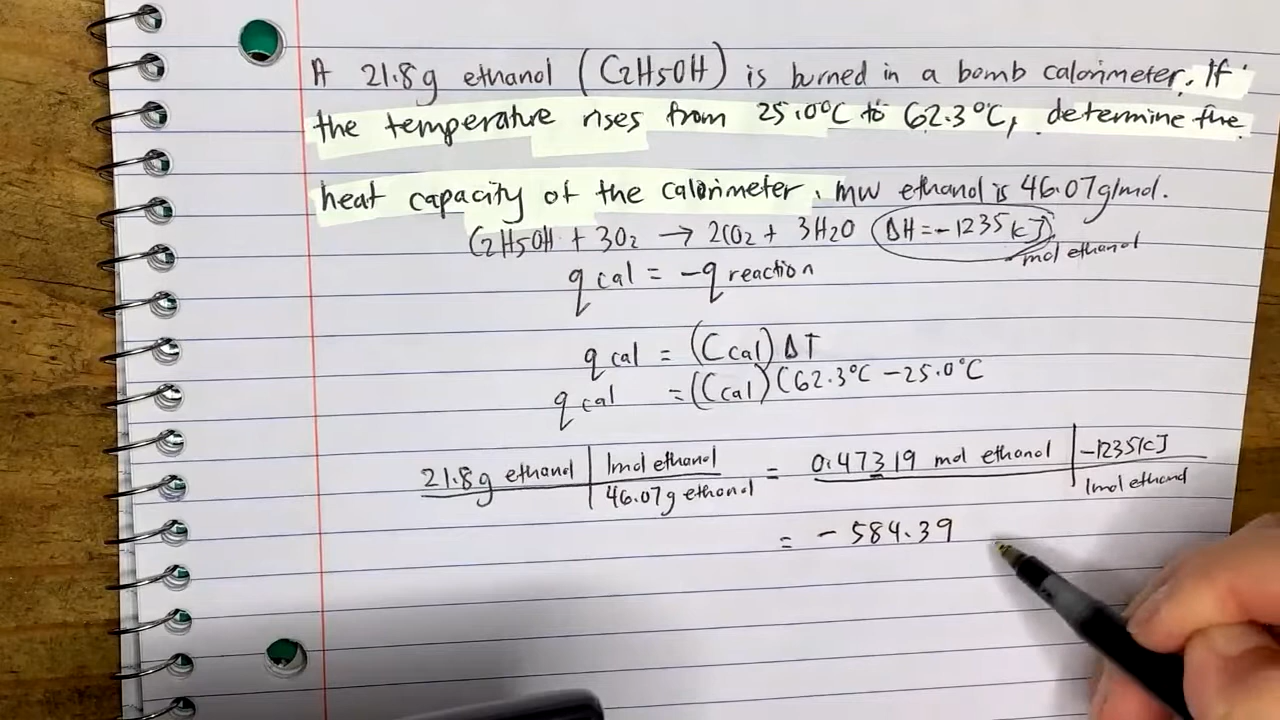 A 21.8g ethanol (C2H5OH) is burned in a bomb calorimeter. If
the temperature rises from 25.0°C to 62.3°C, determine the
heat capacity of the calorimeter. MW ethanol is 46.07g/mol.
C2H5OH + 3O2 → 2CO2 + 3H2O ΔH = -1235 kJ
mol ethanol
q cal = -q reaction
q cal = (Ccal) ΔT
q cal = (Ccal) (62.3°C - 25.0°C
21.8g ethanol | 1mol ethanol = 0.47319 mol ethanol | -1235 kJ
46.07g ethanol 1mol ethanol
= - 584.39